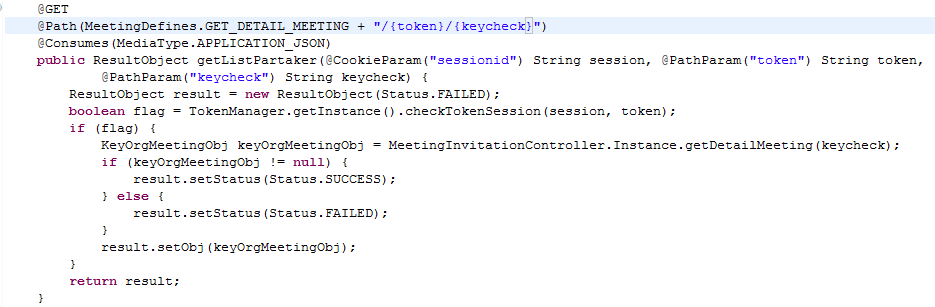 @GET
@Path(MeetingDefines.GET_DETAIL_MEETING + "/{token}/{keycheck}")
@Consumes(MediaType.APPLICATION_JSON)
public ResultObject getListPartaker(@CookieParam("sessionid") String session, @PathParam("token") String token,
        @PathParam("keycheck") String keycheck) {
    ResultObject result = new ResultObject(Status.FAILED);
    boolean flag = TokenManager.getInstance().checkTokenSession(session, token);
    if (flag) {
        KeyOrgMeetingObj keyOrgMeetingObj = MeetingInvitationController.Instance.getDetailMeeting(keycheck);
        if (keyOrgMeetingObj != null) {
            result.setStatus(Status.SUCCESS);
        } else {
            result.setStatus(Status.FAILED);
        }
        result.setObj(keyOrgMeetingObj);
    }
    return result;
}